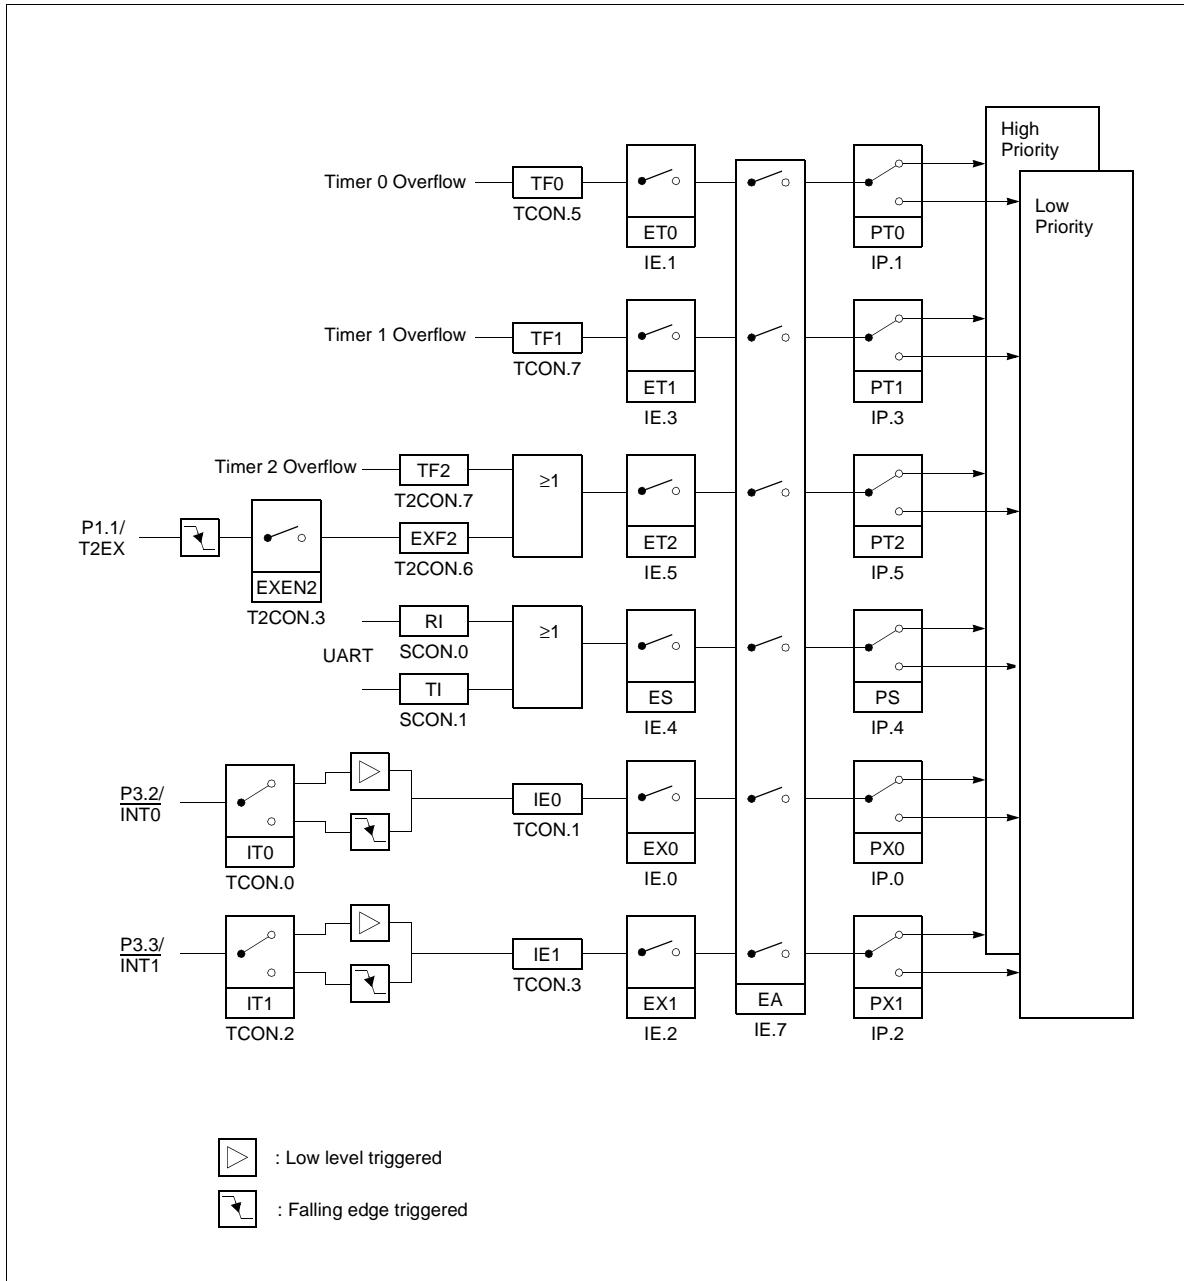 High
Priority
Low
Priority
Timer 0 Overflow
TF0
TCON.5
ET0
IE.1
PT0
IP.1
Timer 1 Overflow
TF1
TCON.7
ET1
IE.3
PT1
IP.3
Timer 2 Overflow
TF2
T2CON.7
≥1
P1.1/
T2EX
EXEN2
T2CON.3
EXF2
T2CON.6
ET2
IE.5
PT2
IP.5
UART
RI
SCON.0
TI
SCON.1
≥1
ES
IE.4
PS
IP.4
P3.2/
INT0
IT0
TCON.0
IE0
TCON.1
EX0
IE.0
PX0
IP.0
P3.3/
INT1
IT1
TCON.2
IE1
TCON.3
EX1
IE.2
EA
IE.7
PX1
IP.2
: Low level triggered
: Falling edge triggered